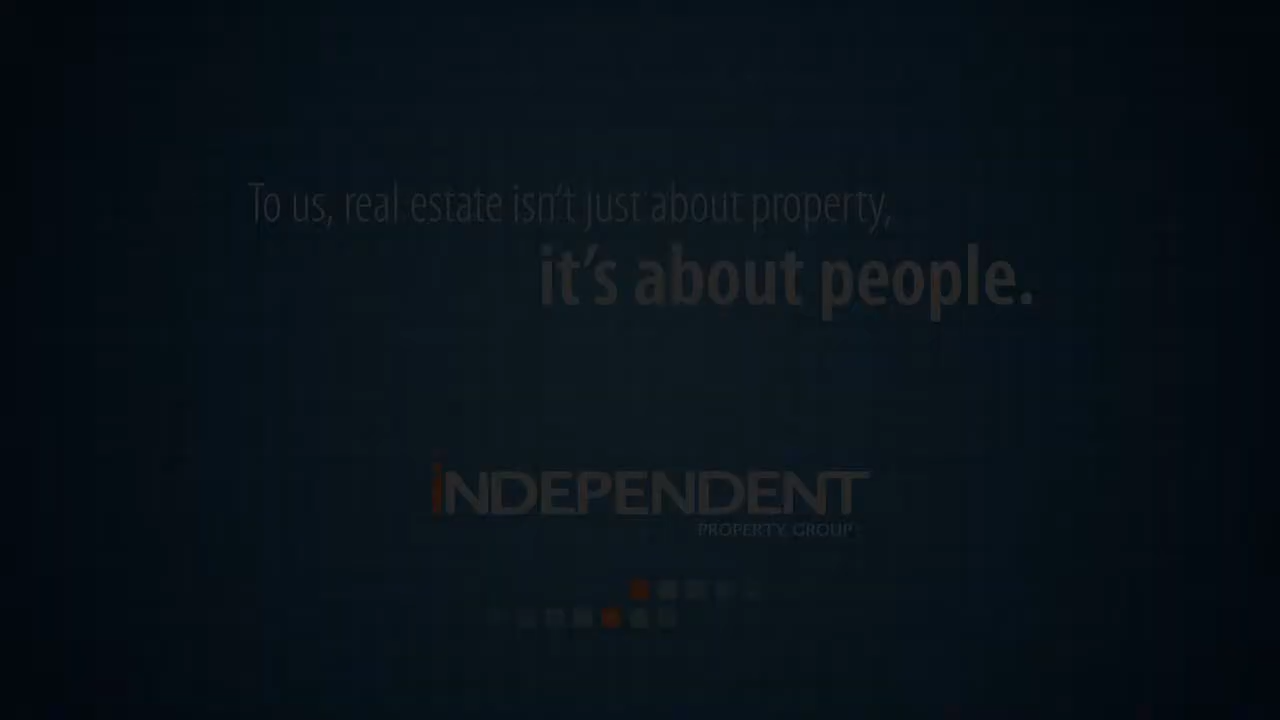 To us, real estate isn't just about property,
it's about people.
iNDEPENDENT
PROPERTY GROUP